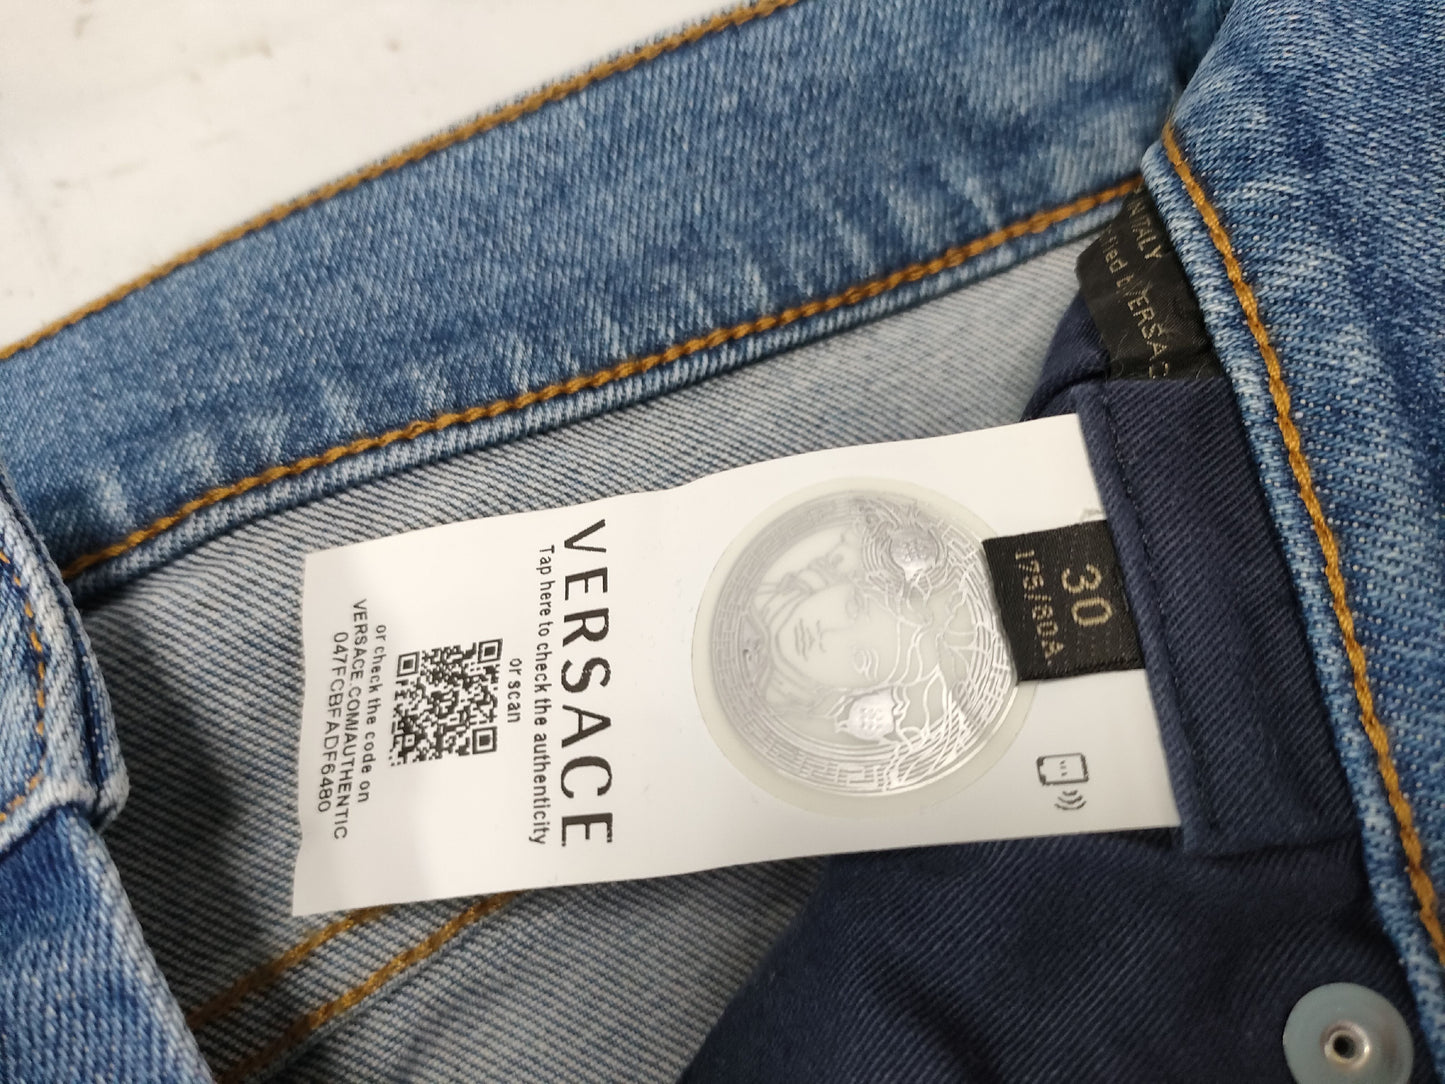 VERSACE
Tap here to check the authenticity
or scan
or check the code on
VERSACE.COM/AUTHENTIC
047FCBFADF6480
30
175/80A